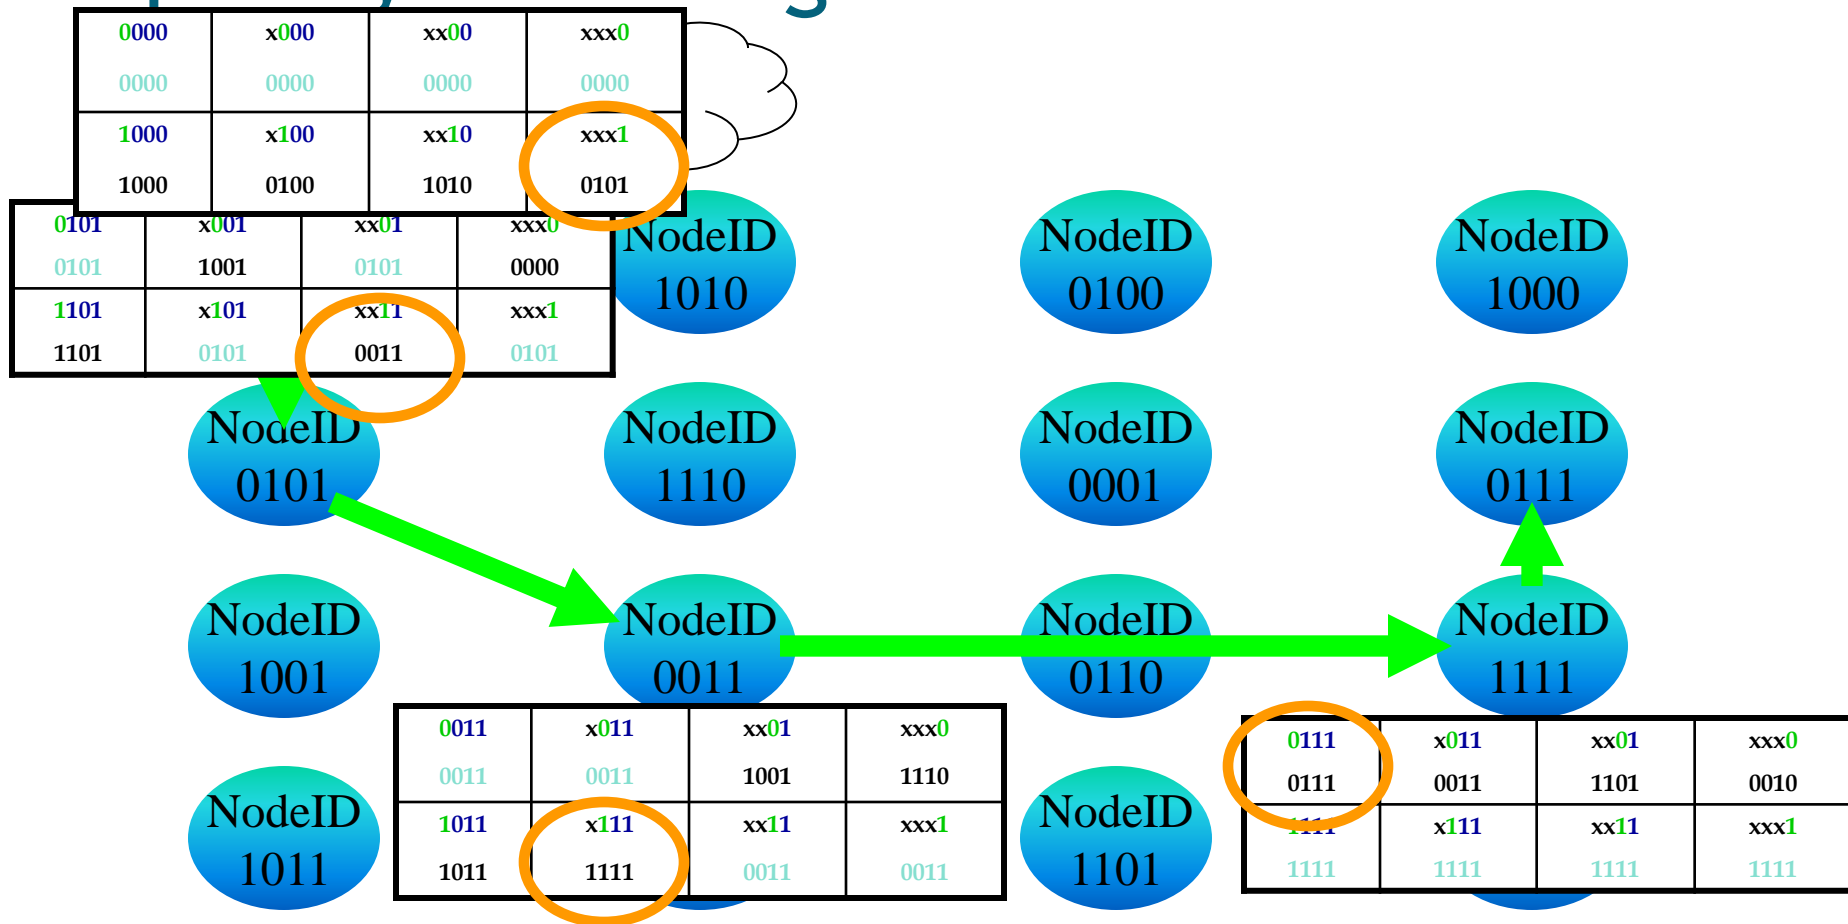 0000 x000 xx00 xxx0
0000 0000 0000 0000
1000 x100 xx10 xxx1
1000 0100 1010 0101
0101 x001 xx01 xxx0
0101 1001 0101 0000
1101 x101 xx11 xxx1
1101 0101 0011 0101
NodeID NodeID NodeID
1010 0100 1000
NodeID NodeID NodeID NodeID
0101 1110 0001 0111
NodeID NodeID NodeID NodeID
1001 0011 0110 1111
0011 x011 xx01 xxx0
0011 0011 1001 1110
1011 x111 xx11 xxx1
1011 1111 0011 0011
0111 x011 xx01 xxx0
0111 0011 1101 0010
1111 x111 xx11 xxx1
1111 1111 1111 1111
NodeID NodeID
1011 1101